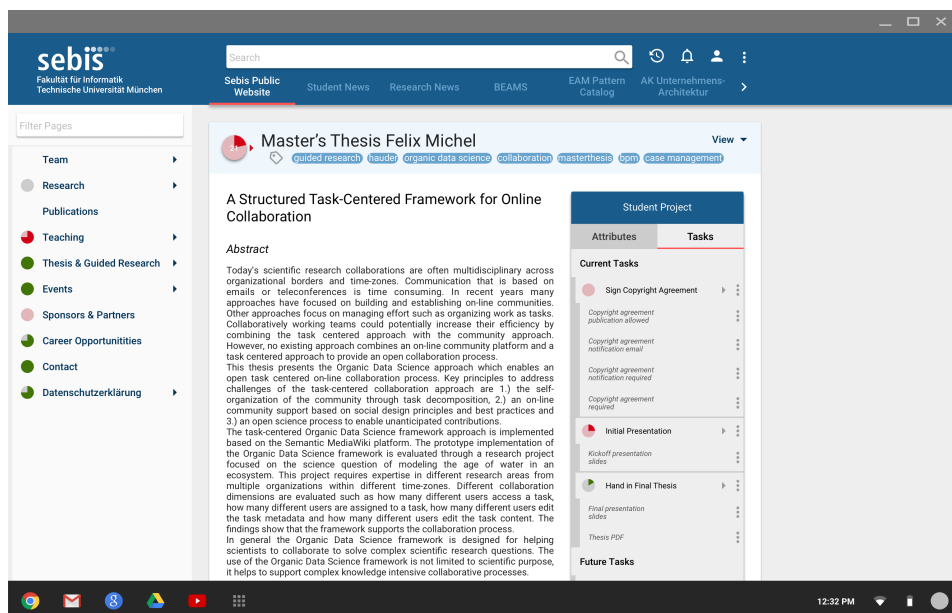 sebis
Fakultät für Informatik
Technische Universität München
Search
Sebis Public
Website
Student News
Research News
BEAMS
EAM Pattern
Catalog
AK Unternehmens-
Architektur
Filter Pages
Team
Research
Publications
Teaching
Thesis & Guided Research
Events
Sponsors & Partners
Career Opportunitities
Contact
Datenschutzerklärung
Master's Thesis Felix Michel
View
guided research hauder organic data science collaboration masterthesis bpm case management
A Structured Task-Centered Framework for Online
Collaboration
Abstract
Today's scientific research collaborations are often multidisciplinary across
organizational borders and time-zones. Communication that is based on
emails or teleconferences is time consuming. In recent years many
approaches have focused on building and establishing on-line communities.
Other approaches focus on managing effort such as organizing work as tasks.
Collaboratively working teams could potentially increase their efficiency by
combining the task centered approach with the community approach.
However, no existing approach combines an on-line community platform and a
task centered approach to provide an open collaboration process.
This thesis presents the Organic Data Science approach which enables an
open task centered on-line collaboration process. Key principles to address
challenges of the task-centered collaboration approach are 1.) the self-
organization of the community through task decomposition, 2.) an on-line
community support based on social design principles and best practices and
3.) an open science process to enable unanticipated contributions.
The task-centered Organic Data Science framework approach is implemented
based on the Semantic MediaWiki platform. The prototype implementation of
the Organic Data Science framework is evaluated through a research project
focused on the science question of modeling the age of water in an
ecosystem. This project requires expertise in different research areas from
multiple organizations within different time-zones. Different collaboration
dimensions are evaluated such as how many different users access a task,
how many different users are assigned to a task, how many different users edit
the task metadata and how many different users edit the task content. The
findings show that the framework supports the collaboration process.
In general the Organic Data Science framework is designed for helping
scientists to collaborate to solve complex scientific research questions. The
use of the Organic Data Science framework is not limited to scientific purpose,
it helps to support complex knowledge intensive collaborative processes.
Student Project
Attributes
Tasks
Current Tasks
Sign Copyright Agreement
Copyright agreement
publication allowed
Copyright agreement
notification email
Copyright agreement
notification required
Copyright agreement
required
Initial Presentation
Kickoff presentation
slides
Hand in Final Thesis
Final presentation
slides
Thesis PDF
Future Tasks
12:32 PM